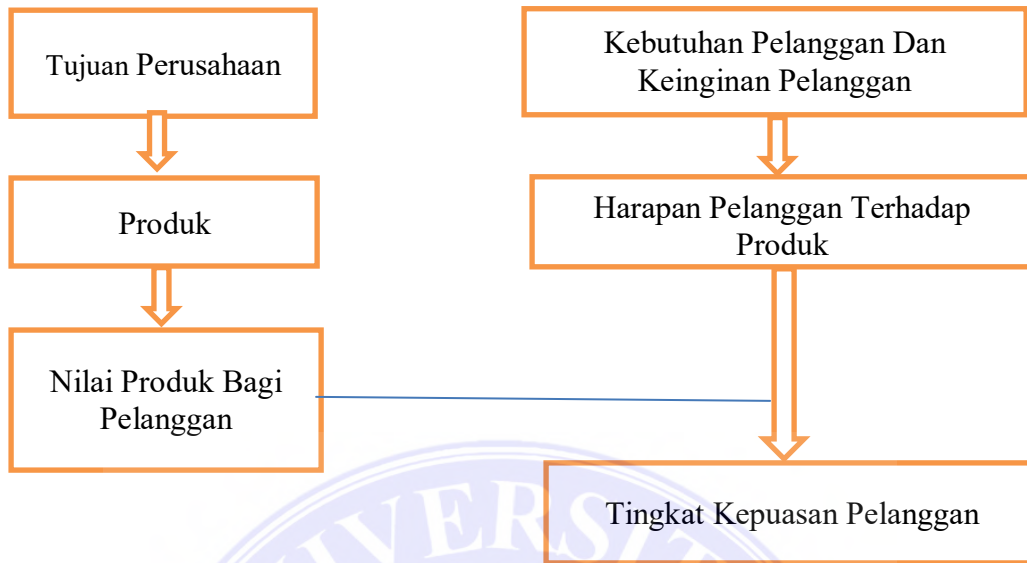 Tujuan Perusahaan
Kebutuhan Pelanggan Dan
Keinginan Pelanggan
Produk
Harapan Pelanggan Terhadap
Produk
Nilai Produk Bagi
Pelanggan
Tingkat Kepuasan Pelanggan